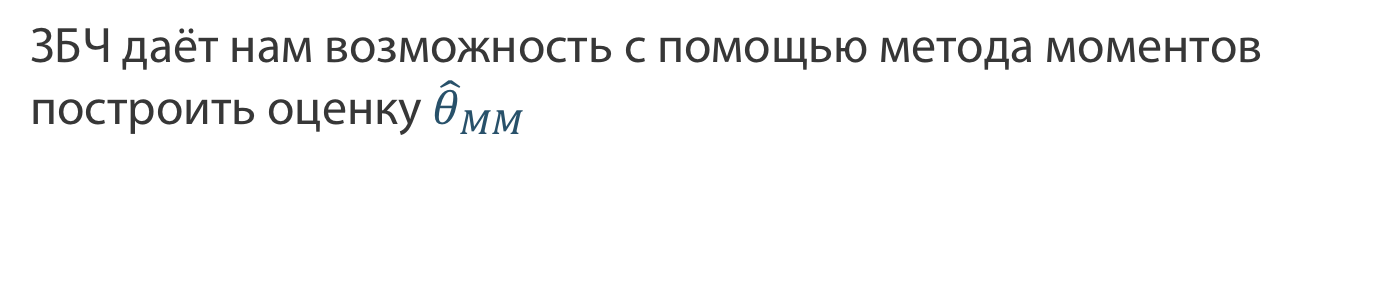 ЗБЧ даёт нам возможность с помощью метода моментов
построить оценку θ̂_MM